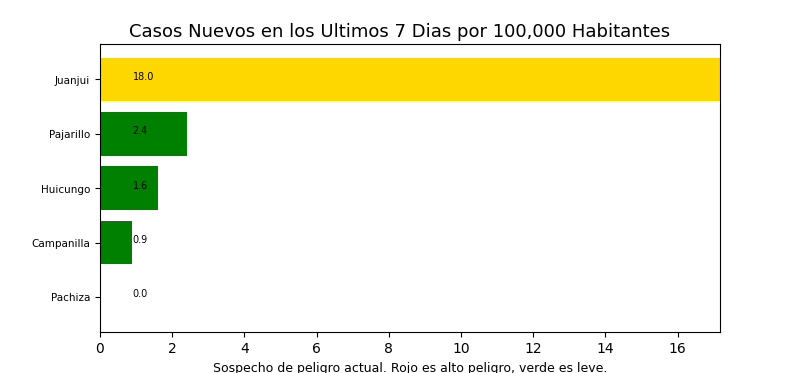 Casos Nuevos en los Ultimos 7 Dias por 100,000 Habitantes
Juanjui 18.0
Pajarillo 2.4
Huicungo 1.6
Campanilla 0.9
Pachiza 0.0
0 2 4 6 8 10 12 14 16
Sospecho de peligro actual. Rojo es alto peligro, verde es leve.